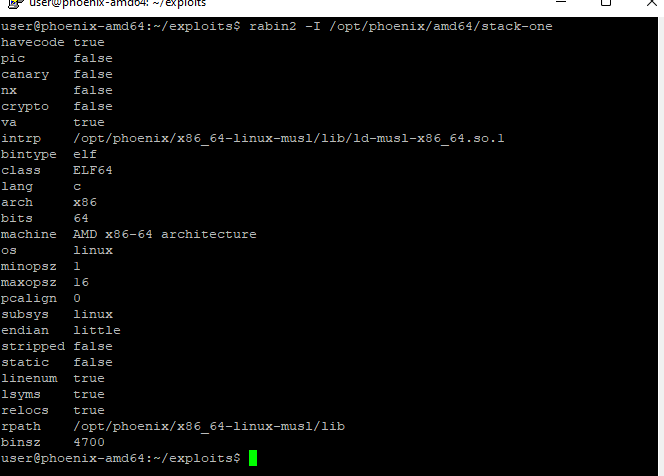 user@phoenix-amd64: ~/exploits
user@phoenix-amd64:~/exploits$ rabin2 -I /opt/phoenix/amd64/stack-one
havecode true
pic      false
canary   false
nx       false
crypto   false
va       true
intrp    /opt/phoenix/x86_64-linux-musl/lib/ld-musl-x86_64.so.1
bintype  elf
class    ELF64
lang     c
arch     x86
bits     64
machine  AMD x86-64 architecture
os       linux
minopsz  1
maxopsz  16
pcalign  0
subsys   linux
endian   little
stripped false
static   false
linenum  true
lsyms    true
relocs   true
rpath    /opt/phoenix/x86_64-linux-musl/lib
binsz    4700
user@phoenix-amd64:~/exploits$